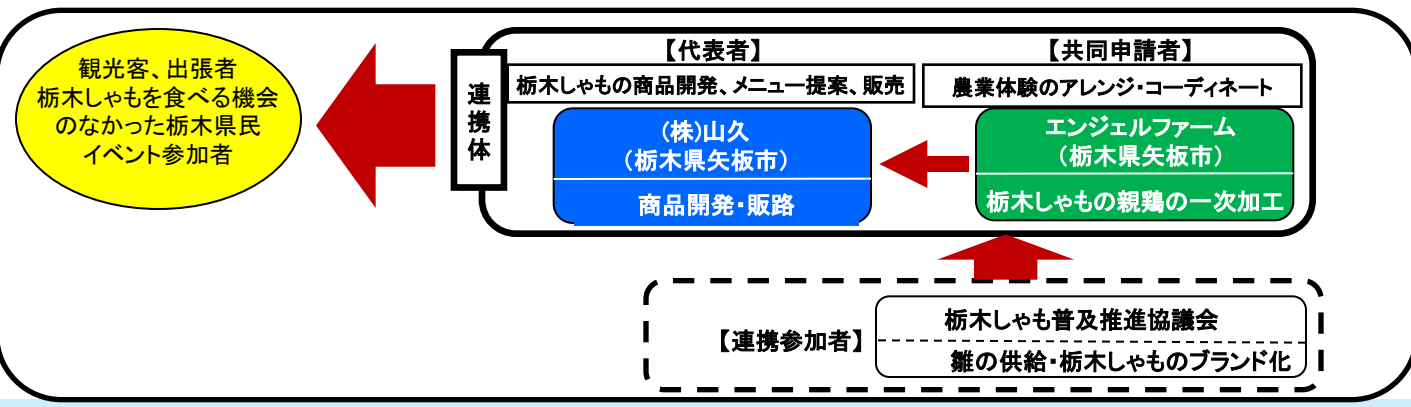 観光客、出張者
栃木しゃもを食べる機会
のなかった栃木県民
イベント参加者
連携体
【代表者】
栃木しゃもの商品開発、メニュー提案、販売
(株)山久
(栃木県矢板市)
商品開発・販路
【共同申請者】
農業体験のアレンジ・コーディネート
エンジェルファーム
(栃木県矢板市)
栃木しゃもの親鶏の一次加工
【連携参加者】
栃木しゃも普及推進協議会
雛の供給・栃木しゃものブランド化